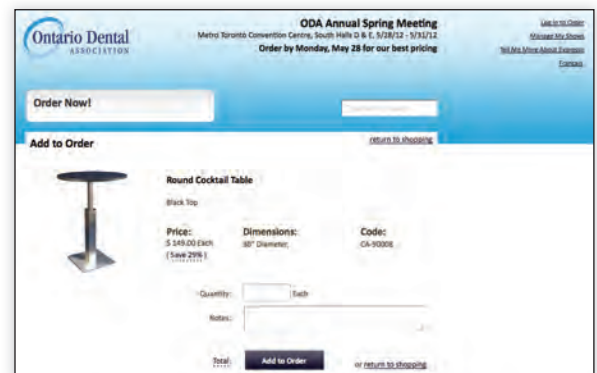 Ontario Dental
ASSOCIATION
ODA Annual Spring Meeting
Metro Toronto Convention Centre, South Halls D & E, 5/28/12 - 5/31/12
Order by Monday, May 28 for our best pricing
Log in to Order
Manage My Shows
Tell Me More About Expresso
Francais
Order Now!
Add to Order
return to shopping
Round Cocktail Table
Black Top
Price: Dimensions: Code:
$ 149.00 Each 30" Diameter, CA-90008
( Save 29% )
Quantity: Each
Notes:
Total: Add to Order or return to shopping